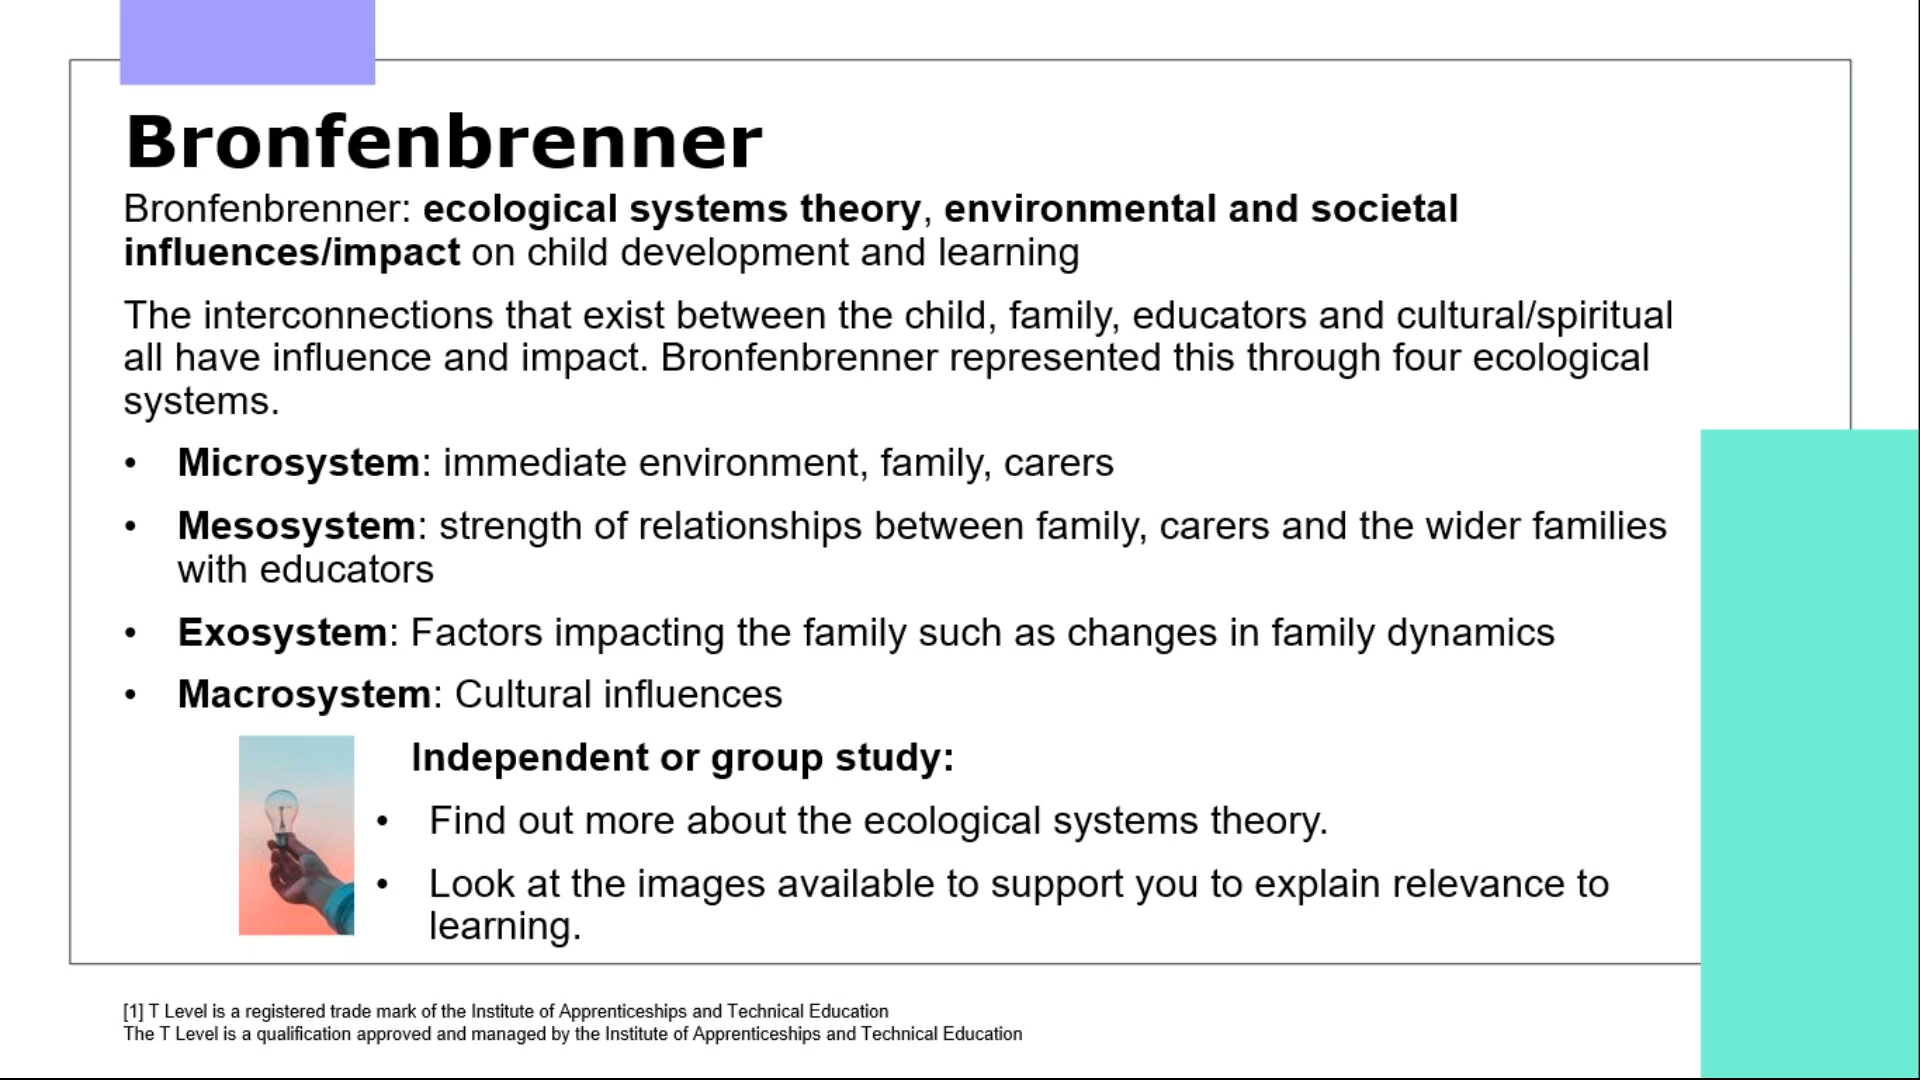 Bronfenbrenner
Bronfenbrenner: ecological systems theory, environmental and societal
influences/impact on child development and learning
The interconnections that exist between the child, family, educators and cultural/spiritual
all have influence and impact. Bronfenbrenner represented this through four ecological
systems.
• Microsystem: immediate environment, family, carers
• Mesosystem: strength of relationships between family, carers and the wider families
with educators
• Exosystem: Factors impacting the family such as changes in family dynamics
• Macrosystem: Cultural influences
Independent or group study:
• Find out more about the ecological systems theory.
• Look at the images available to support you to explain relevance to
learning.
[1] T Level is a registered trade mark of the Institute of Apprenticeships and Technical Education
The T Level is a qualification approved and managed by the Institute of Apprenticeships and Technical Education